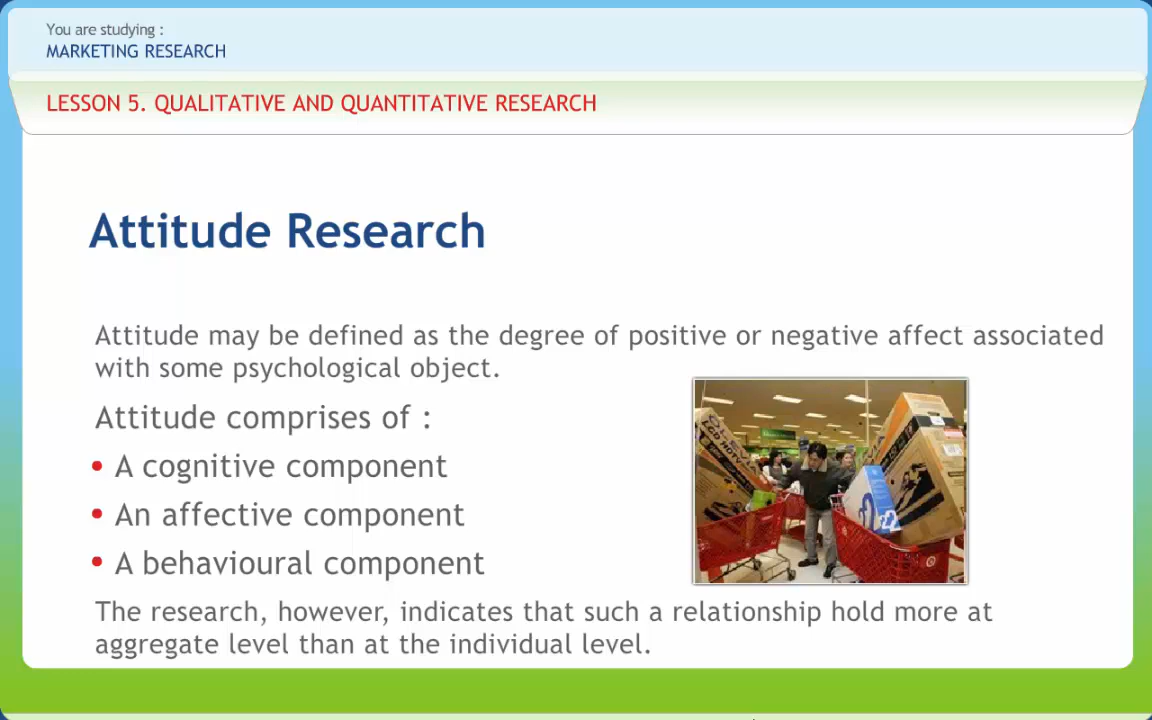 You are studying :
MARKETING RESEARCH
LESSON 5. QUALITATIVE AND QUANTITATIVE RESEARCH
Attitude Research
Attitude may be defined as the degree of positive or negative affect associated
with some psychological object.
Attitude comprises of :
• A cognitive component
• An affective component
• A behavioural component
The research, however, indicates that such a relationship hold more at
aggregate level than at the individual level.